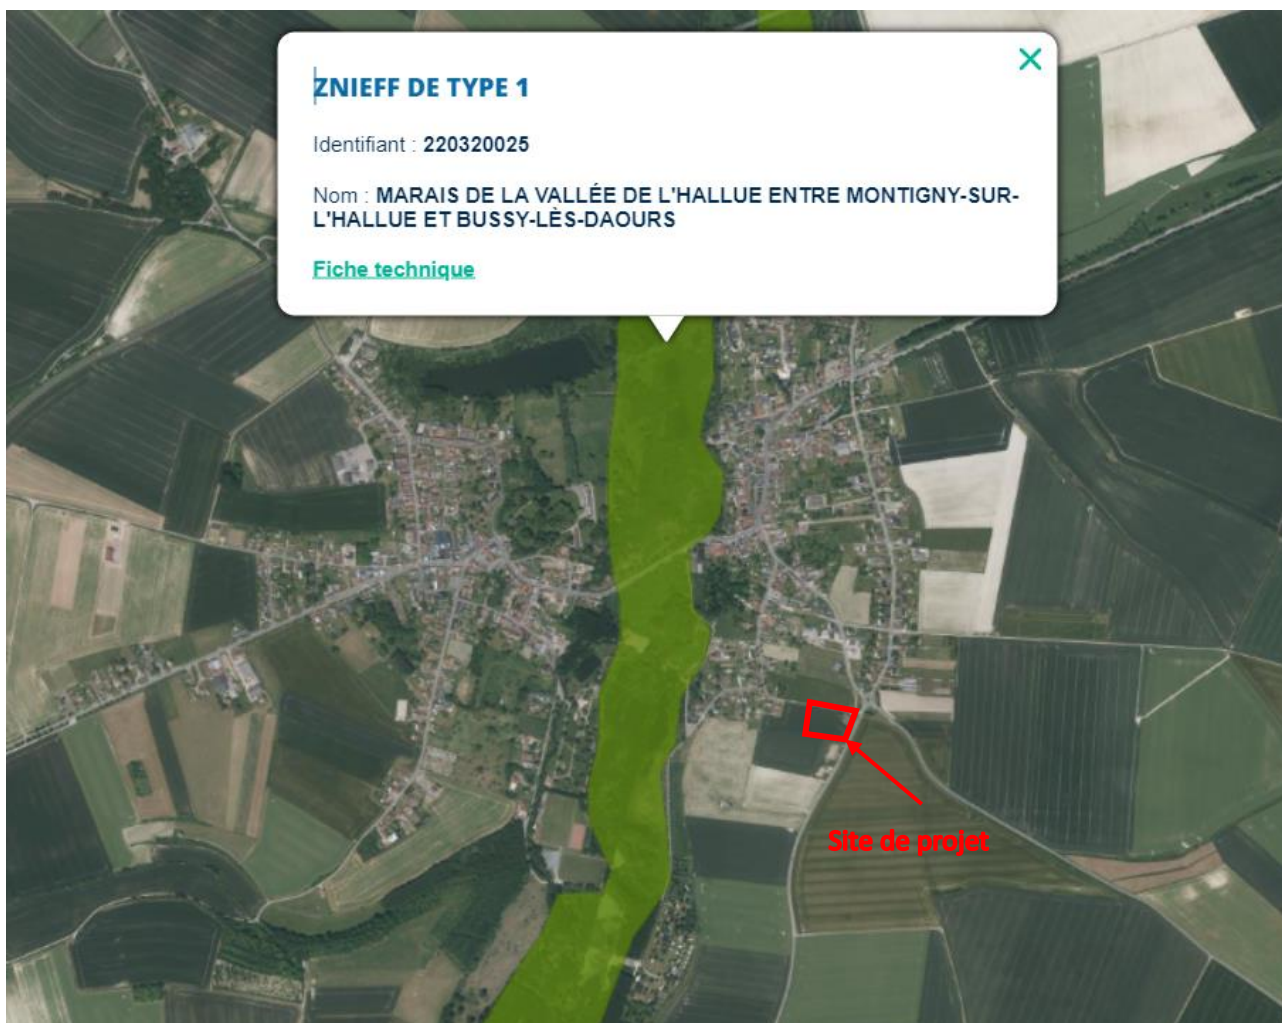 ZNIEFF DE TYPE 1
Identifiant : 220320025
Nom : MARAIS DE LA VALLÉE DE L'HALLUE ENTRE MONTIGNY-SUR-
L'HALLUE ET BUSSY-LÈS-DAOURS
Fiche technique
Site de projet